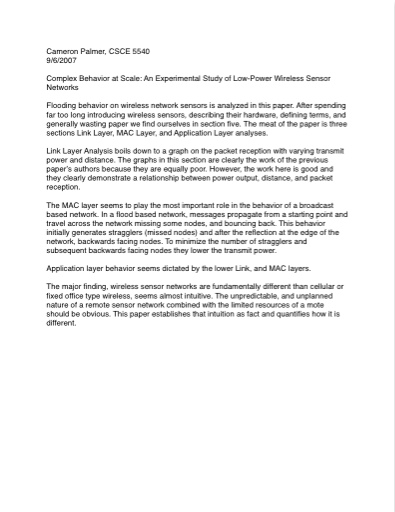 Cameron Palmer, CSCE 5540
9/6/2007
Complex Behavior at Scale: An Experimental Study of Low-Power Wireless Sensor
Networks
Flooding behavior on wireless network sensors is analyzed in this paper. After spending
far too long introducing wireless sensors, describing their hardware, defining terms, and
generally wasting paper we find ourselves in section five. The meat of the paper is three
sections Link Layer, MAC Layer, and Application Layer analyses.
Link Layer Analysis boils down to a graph on the packet reception with varying transmit
power and distance. The graphs in this section are clearly the work of the previous
paper's authors because they are equally poor. However, the work here is good and
they clearly demonstrate a relationship between power output, distance, and packet
reception.
The MAC layer seems to play the most important role in the behavior of a broadcast
based network. In a flood based network, messages propagate from a starting point and
travel across the network missing some nodes, and bouncing back. This behavior
initially generates stragglers (missed nodes) and after the reflection at the edge of the
network, backwards facing nodes. To minimize the number of stragglers and
subsequent backwards facing nodes they lower the transmit power.
Application layer behavior seems dictated by the lower Link, and MAC layers.
The major finding, wireless sensor networks are fundamentally different than cellular or
fixed office type wireless, seems almost intuitive. The unpredictable, and unplanned
nature of a remote sensor network combined with the limited resources of a mote
should be obvious. This paper establishes that intuition as fact and quantifies how it is
different.